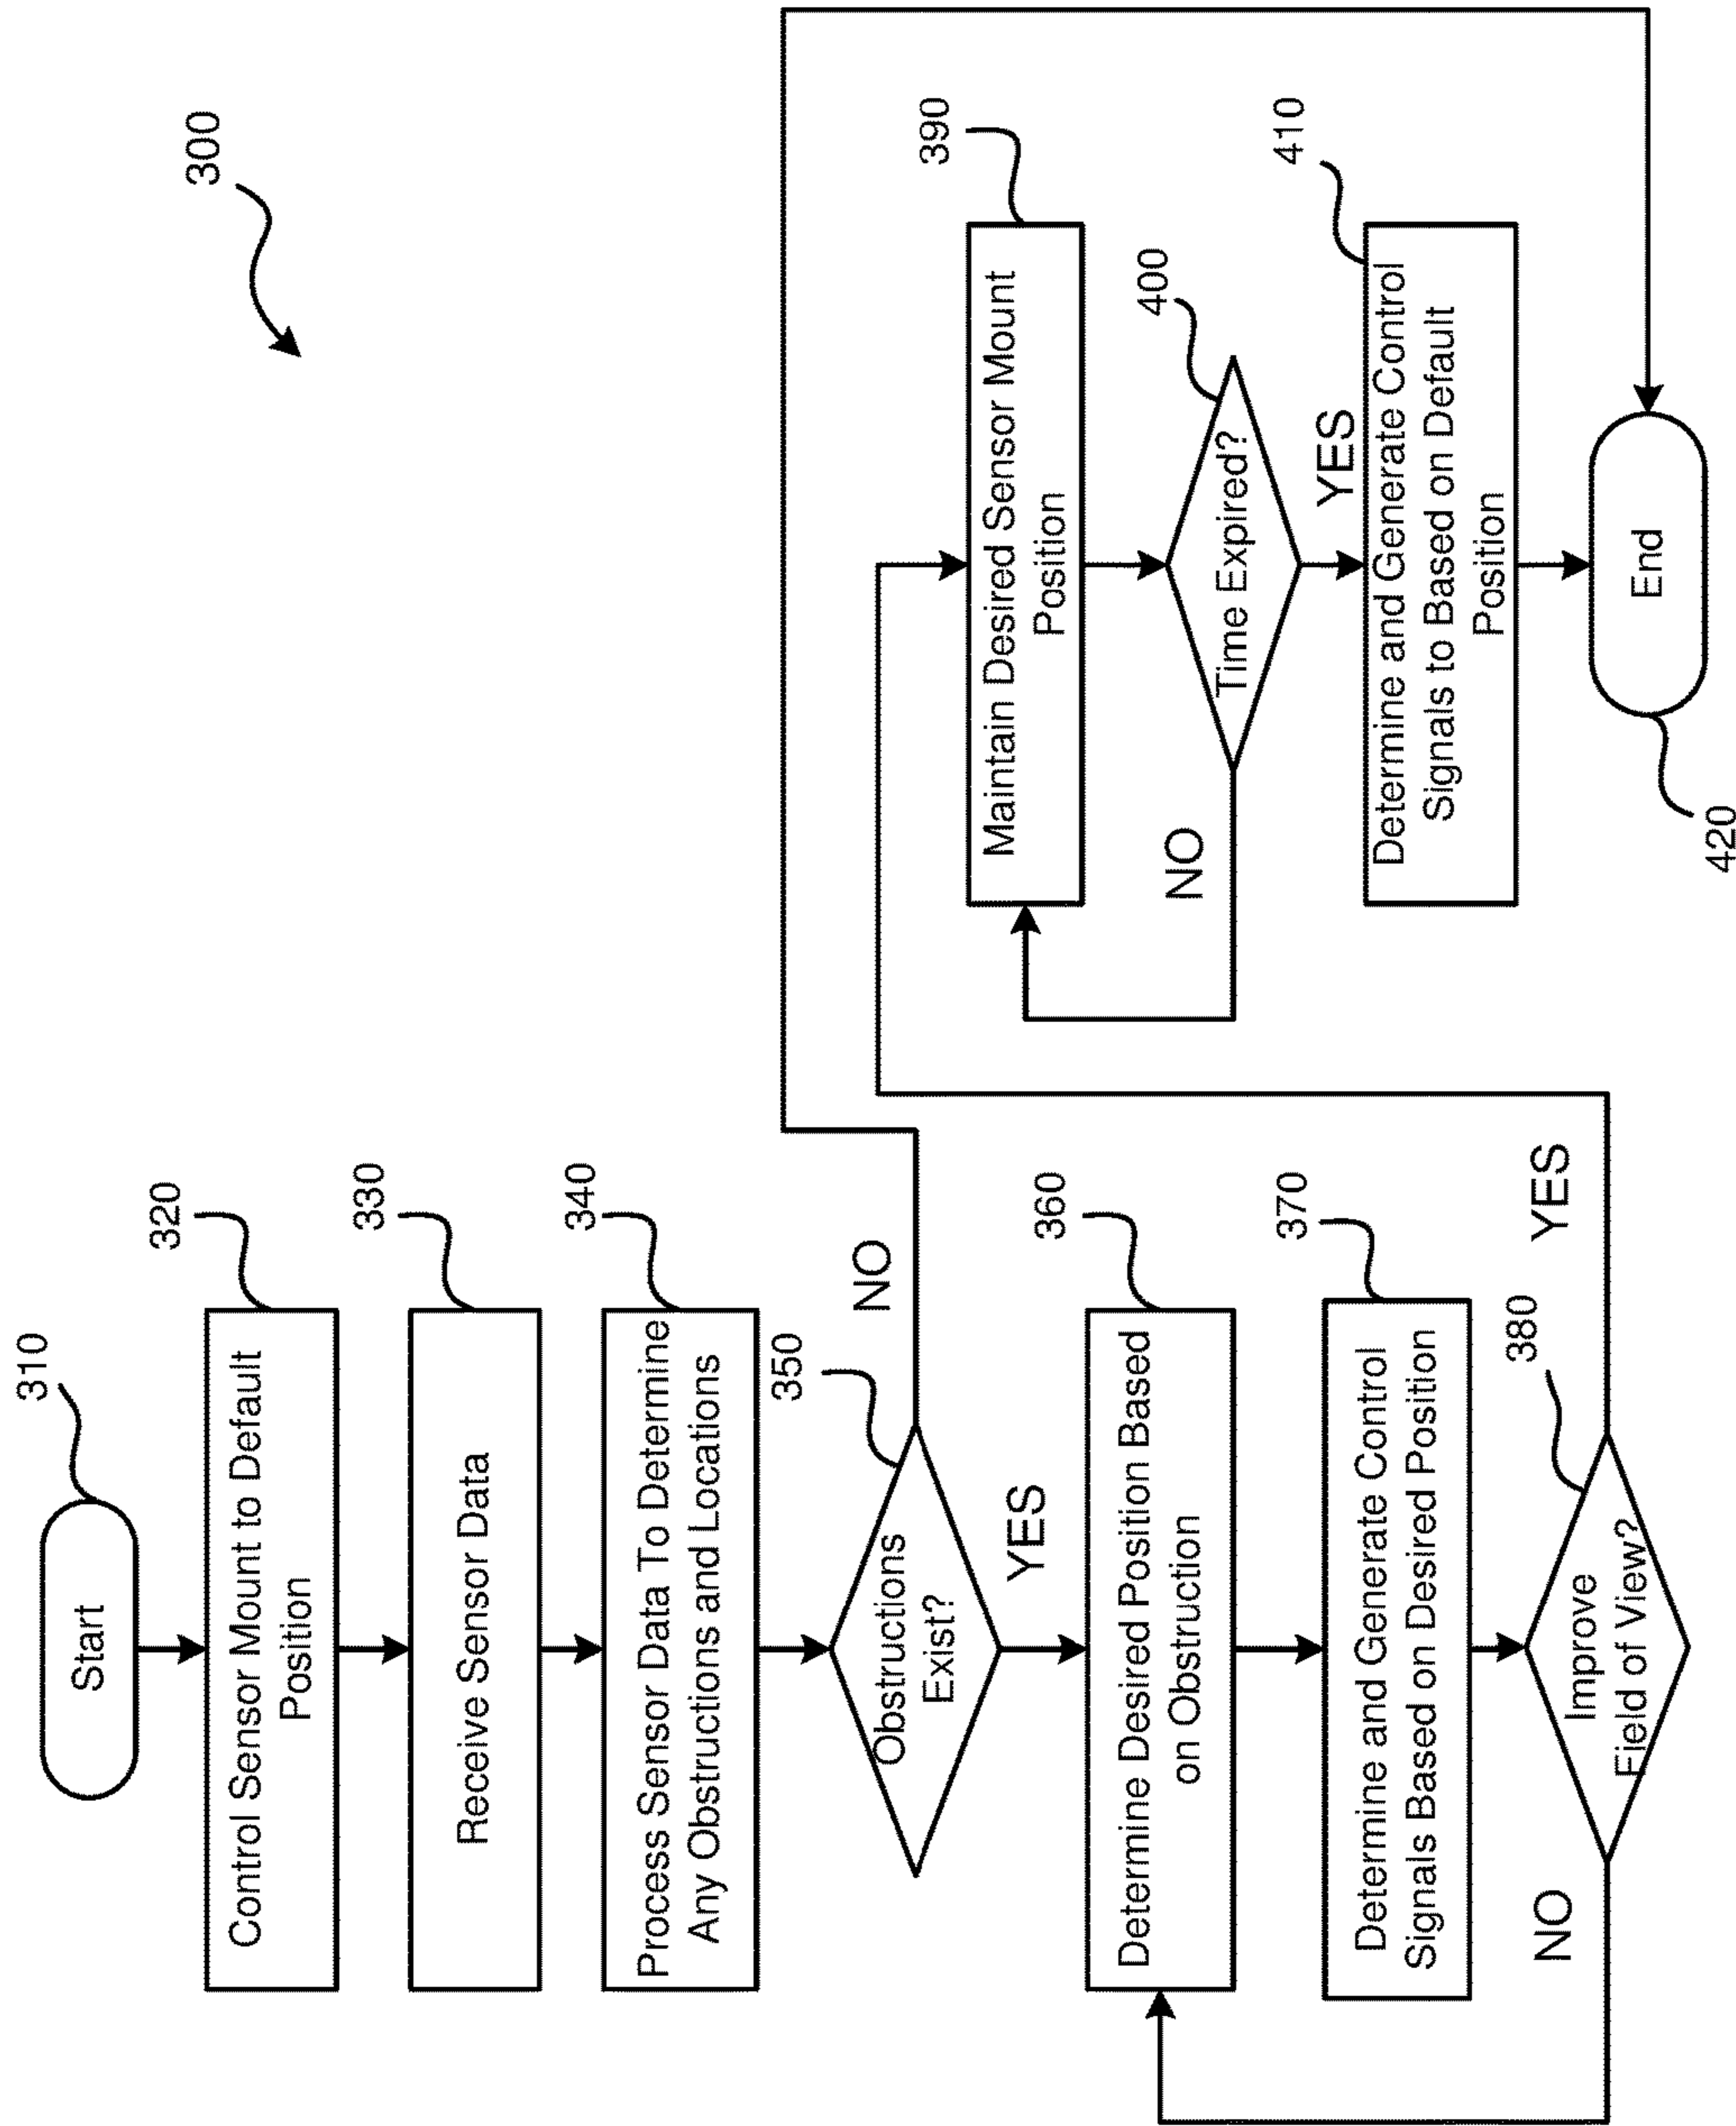 300
310
Start
320
Control Sensor Mount to Default
Position
330
Receive Sensor Data
340
Process Sensor Data To Determine
Any Obstructions and Locations
350
Obstructions
Exist?
NO
YES
360
Determine Desired Position Based
on Obstruction
370
Determine and Generate Control
Signals Based on Desired Position
380
Improve
Field of View?
NO
YES
390
Maintain Desired Sensor Mount
Position
400
Time Expired?
NO
YES
410
Determine and Generate Control
Signals to Based on Default
Position
End
420